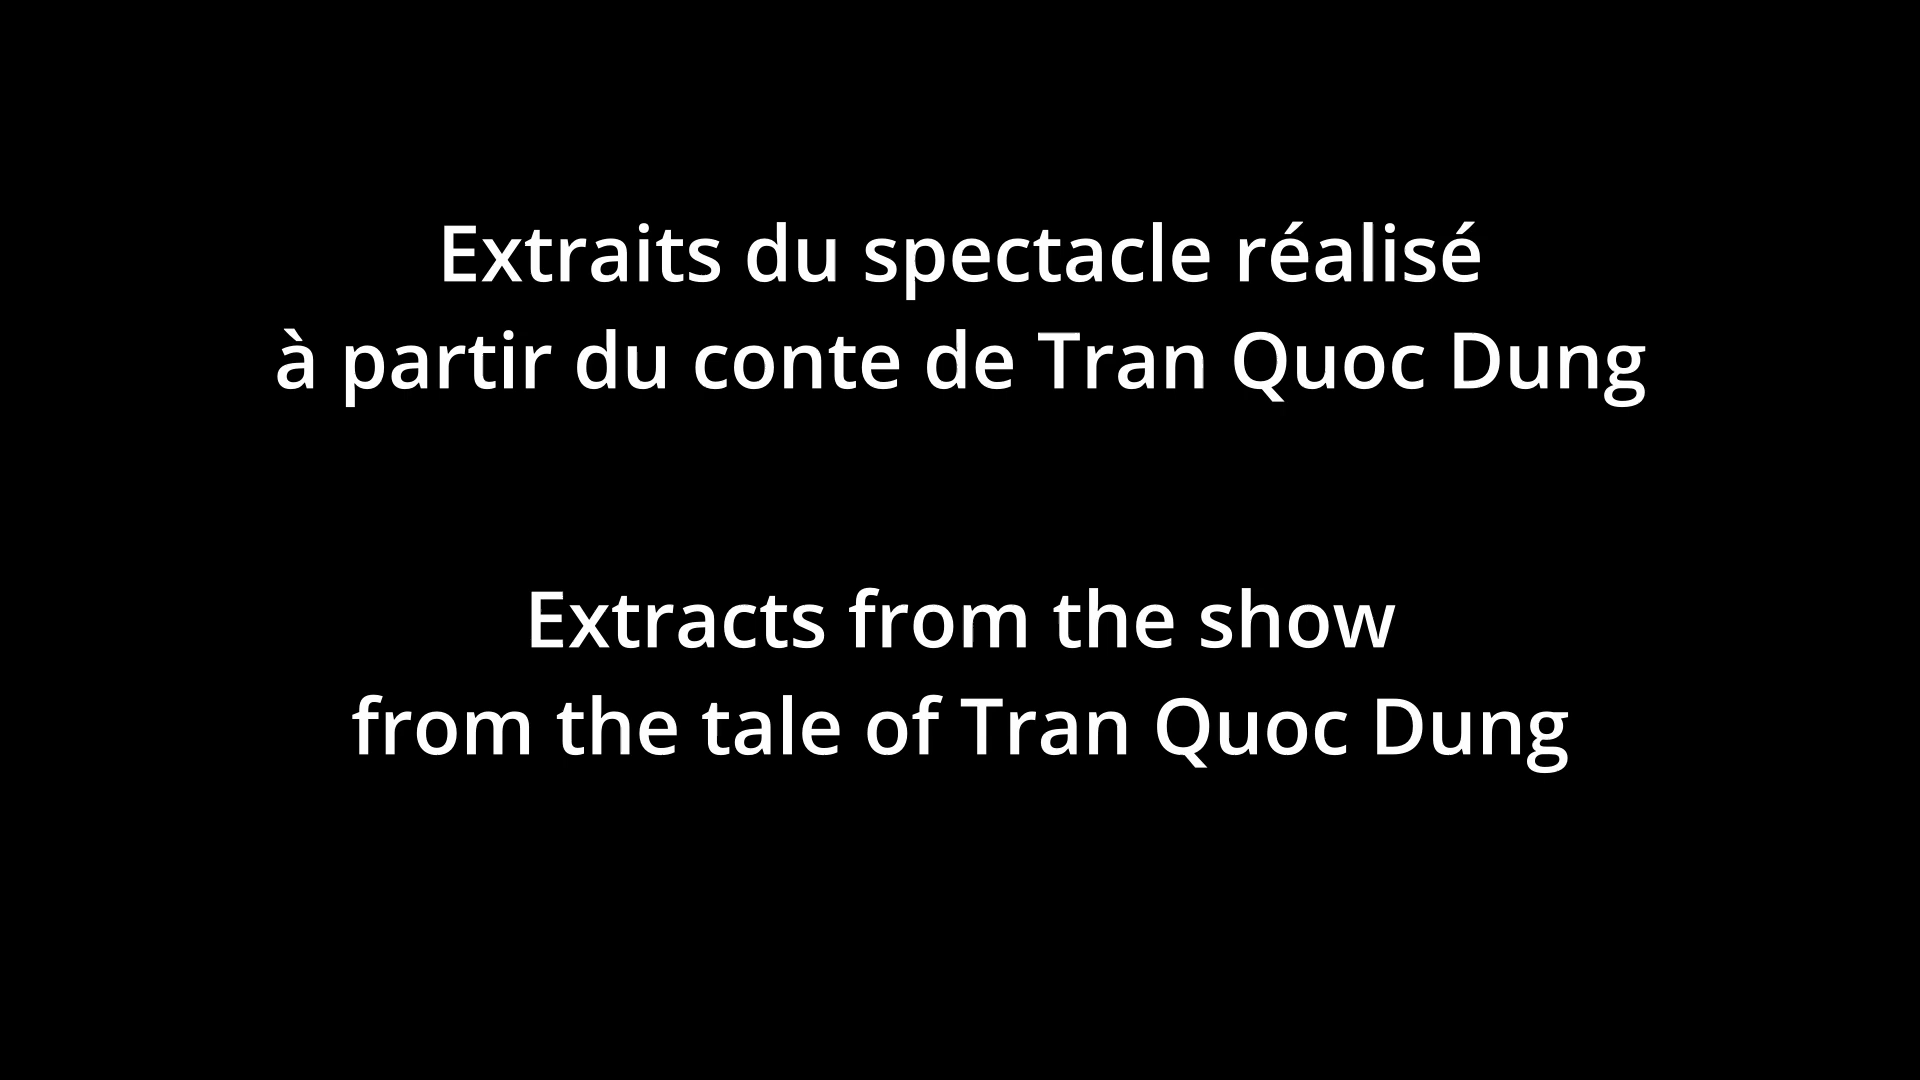 Extraits du spectacle réalisé
à partir du conte de Tran Quoc Dung
Extracts from the show
from the tale of Tran Quoc Dung